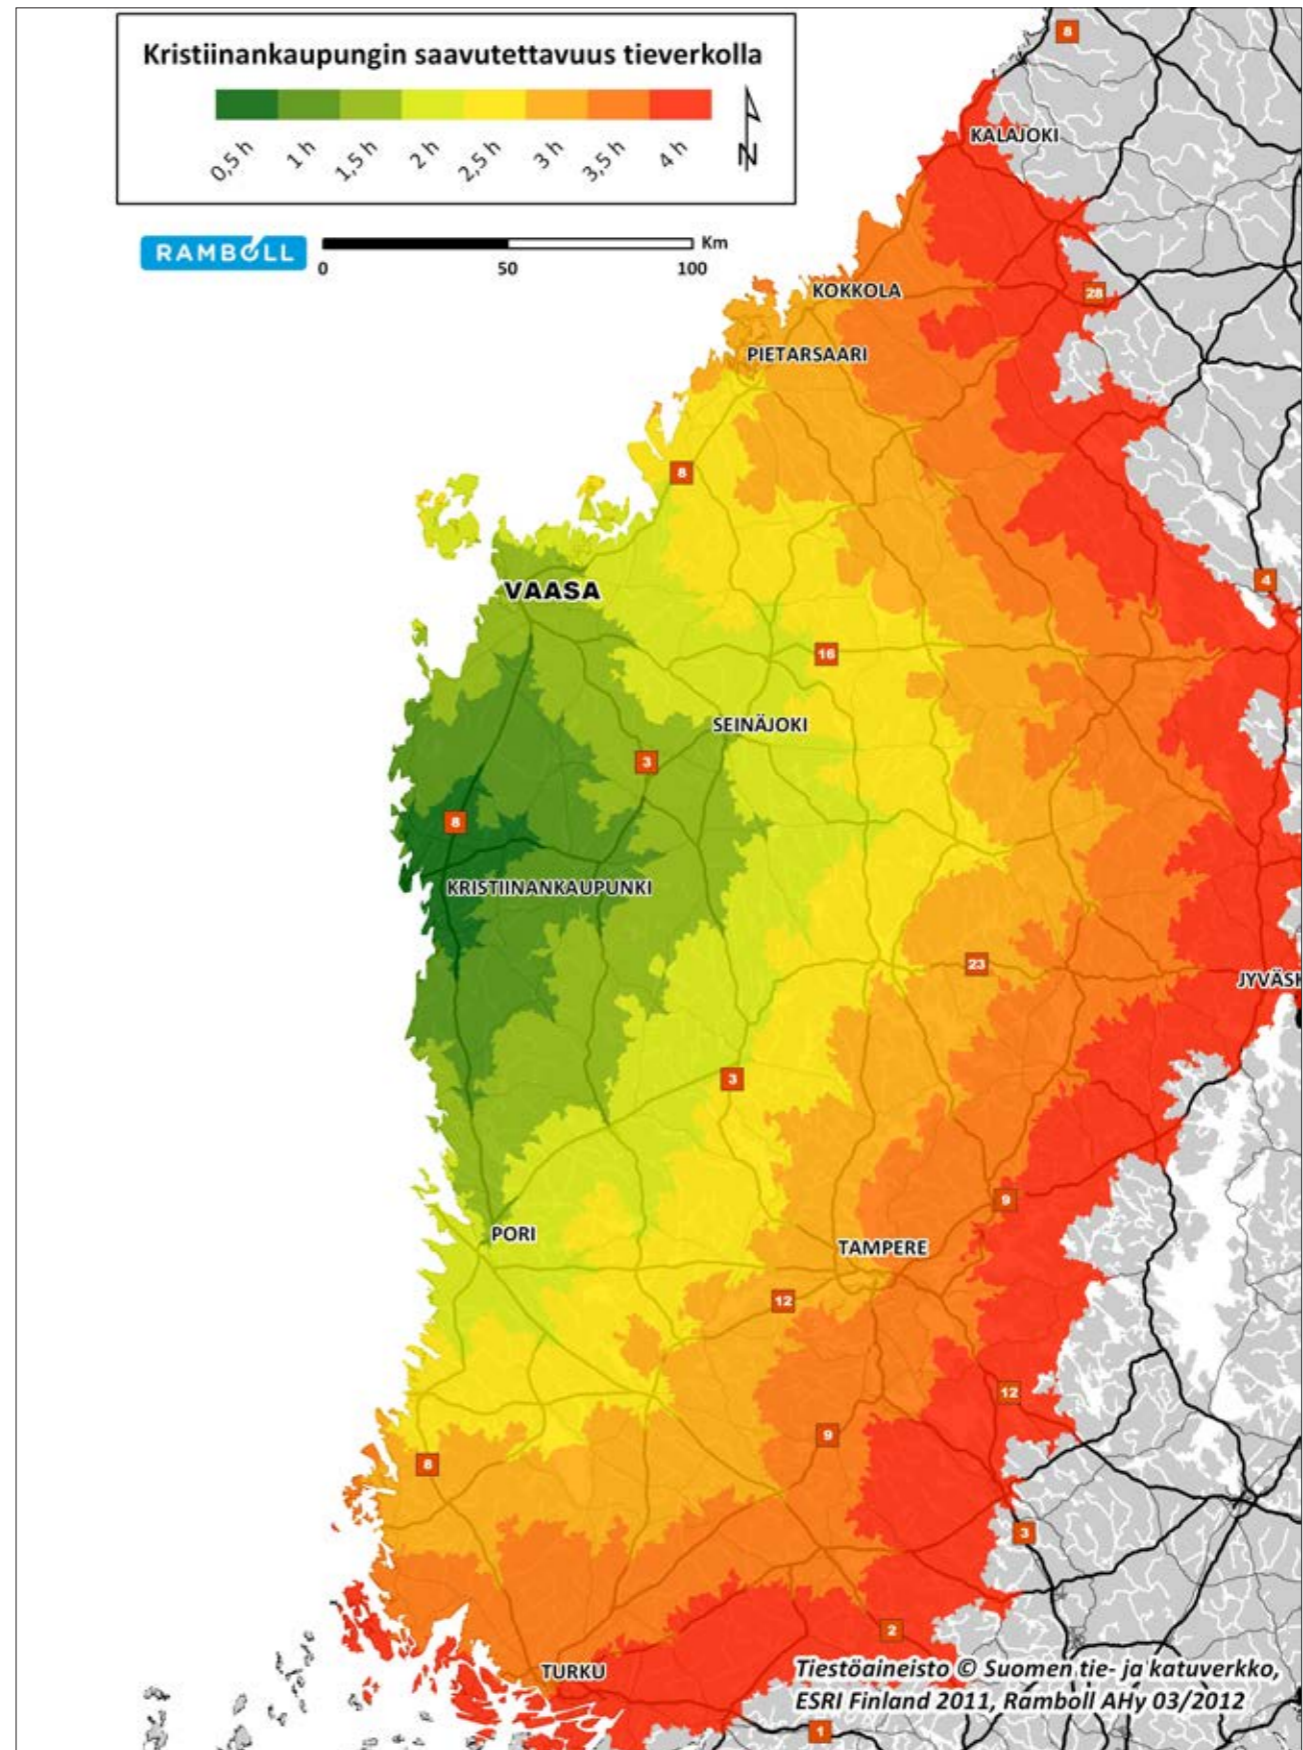 Kristiinankaupungin saavutettavuus tieverkolla
0,5 h 1 h 1,5 h 2 h 2,5 h 3 h 3,5 h 4 h
N
RAMBOLL
Km
0 50 100
8
KALAJOKI
KOKKOLA
28
PIETARSAARI
8
4
VAASA
16
SEINÄJOKI
3
8
KRISTIINANKAUPUNKI
23
JYVÄS
3
9
PORI
TAMPERE
12
12
9
8
3
2
TURKU
Tiestöaineisto © Suomen tie- ja katuverkko,
ESRI Finland 2011, Ramboll AHy 03/2012
1